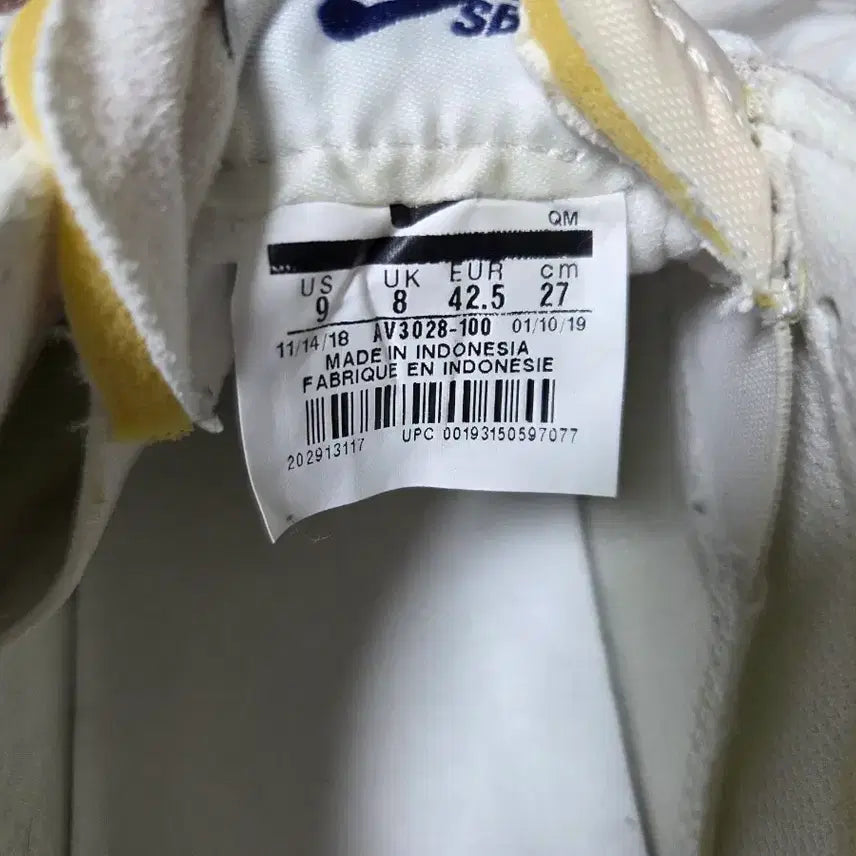 SB
QM
US UK EUR cm
9 8 42.5 27
11/14/18 AV3028-100 01/10/19
MADE IN INDONESIA
FABRIQUE EN INDONÉSIE
202913117 UPC 00193150597077